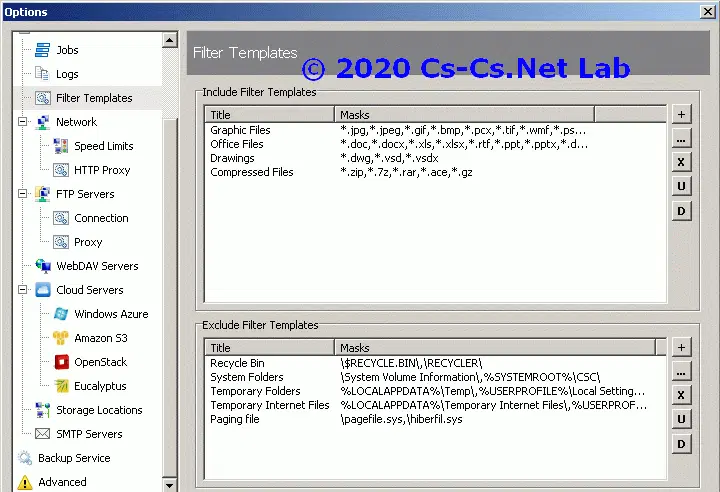 Options
Jobs
Logs
Filter Templates
Network
Speed Limits
HTTP Proxy
FTP Servers
Connection
Proxy
WebDAV Servers
Cloud Servers
Windows Azure
Amazon S3
OpenStack
Eucalyptus
Storage Locations
SMTP Servers
Backup Service
Advanced
Filter Templates
© 2020 Cs-Cs.Net Lab
Include Filter Templates
Title Masks
Graphic Files *.jpg,*.jpeg,*.gif,*.bmp,*.pcx,*.tif,*.wmf,*.ps...
Office Files *.doc,*.docx,*.xls,*.xlsx,*.rtf,*.ppt,*.pptx,*.d...
Drawings *.dwg,*.vsd,*.vsdx
Compressed Files *.zip,*.7z,*.rar,*.ace,*.gz
+
...
X
U
D
Exclude Filter Templates
Title Masks
Recycle Bin \$RECYCLE.BIN\,\RECYCLER\
System Folders \System Volume Information\,%SYSTEMROOT%\CSC\
Temporary Folders %LOCALAPPDATA%\Temp\,%USERPROFILE%\Local Setting...
Temporary Internet Files %LOCALAPPDATA%\Temporary Internet Files\,%USERPROF...
Paging file \pagefile.sys,\hiberfil.sys
+
...
X
U
D